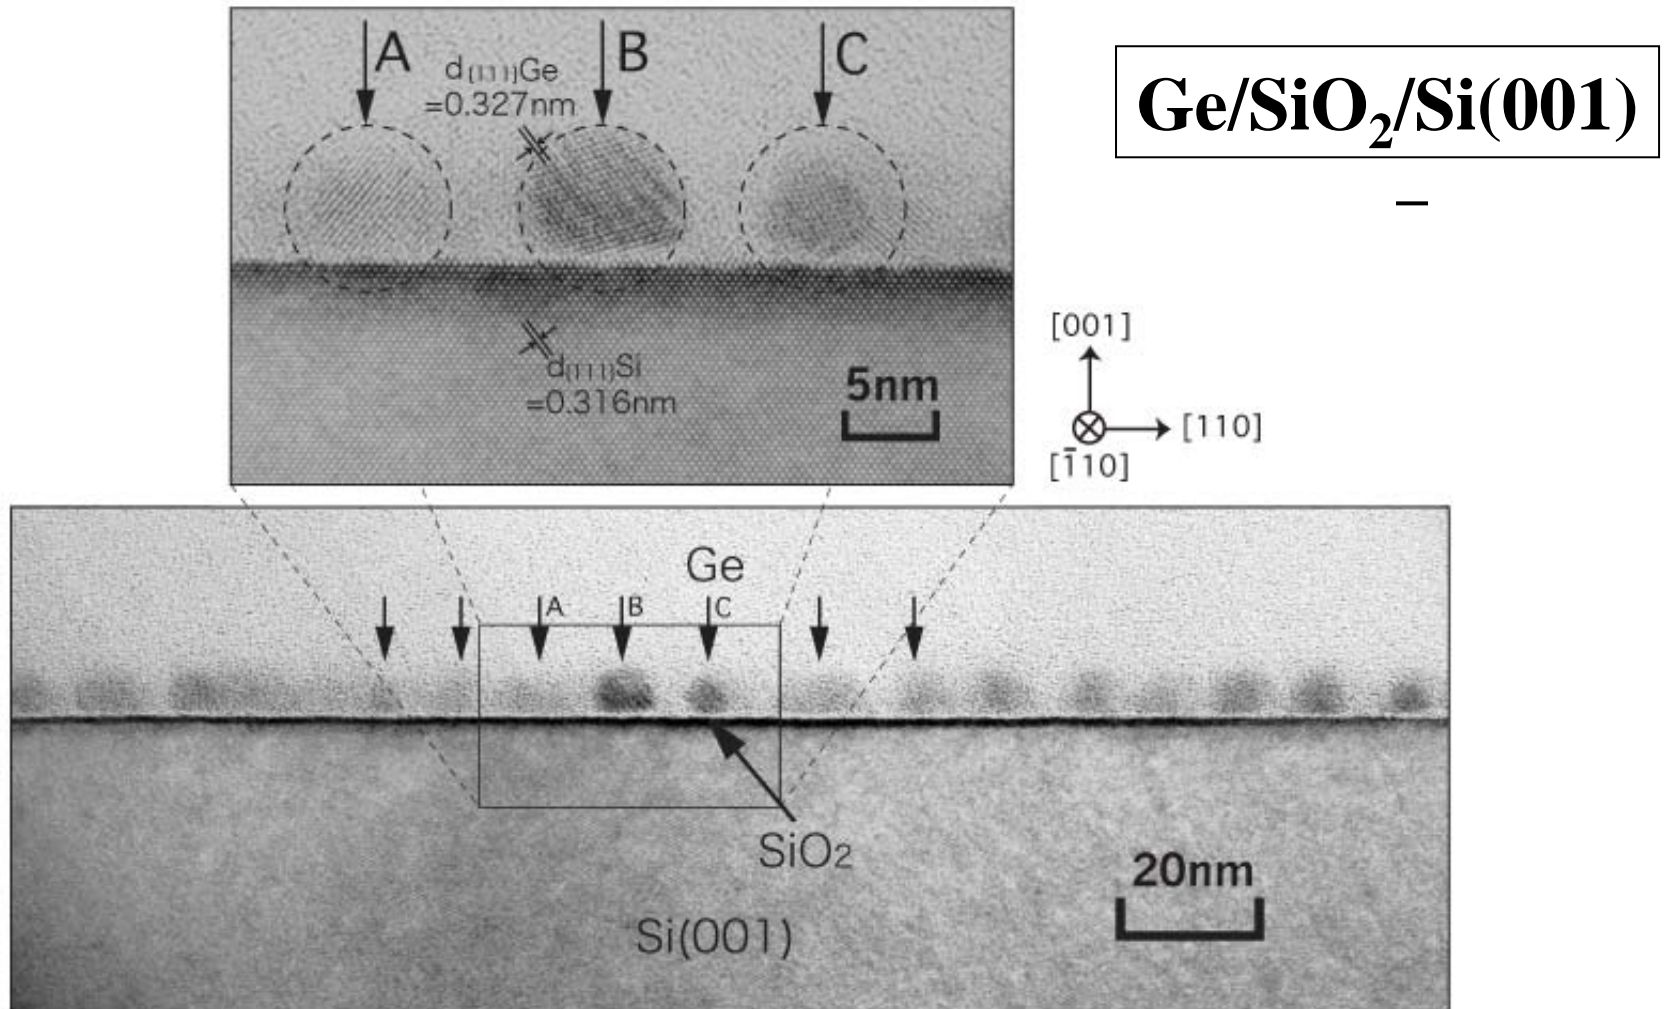 A
B
C
d{111}Ge
=0.327nm
Ge/SiO₂/Si(001)
d{111}Si
=0.316nm
5nm
[001]
[110]
[1̄10]
Ge
A
B
C
SiO₂
20nm
Si(001)